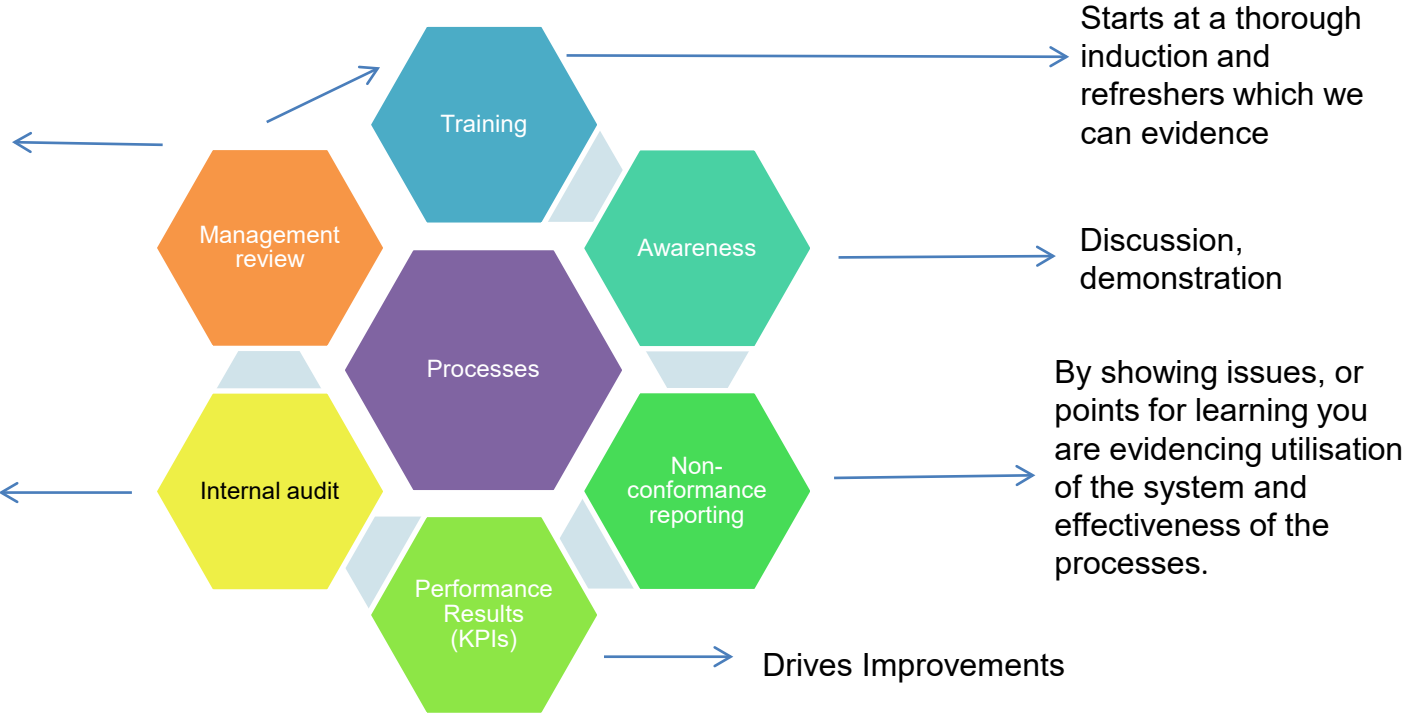 Starts at a thorough
induction and
refreshers which we
can evidence
Training
Management
review
Awareness
Discussion,
demonstration
Processes
By showing issues, or
points for learning you
are evidencing utilisation
of the system and
effectiveness of the
processes.
Internal audit
Non-
conformance
reporting
Performance
Results
(KPIs)
Drives Improvements